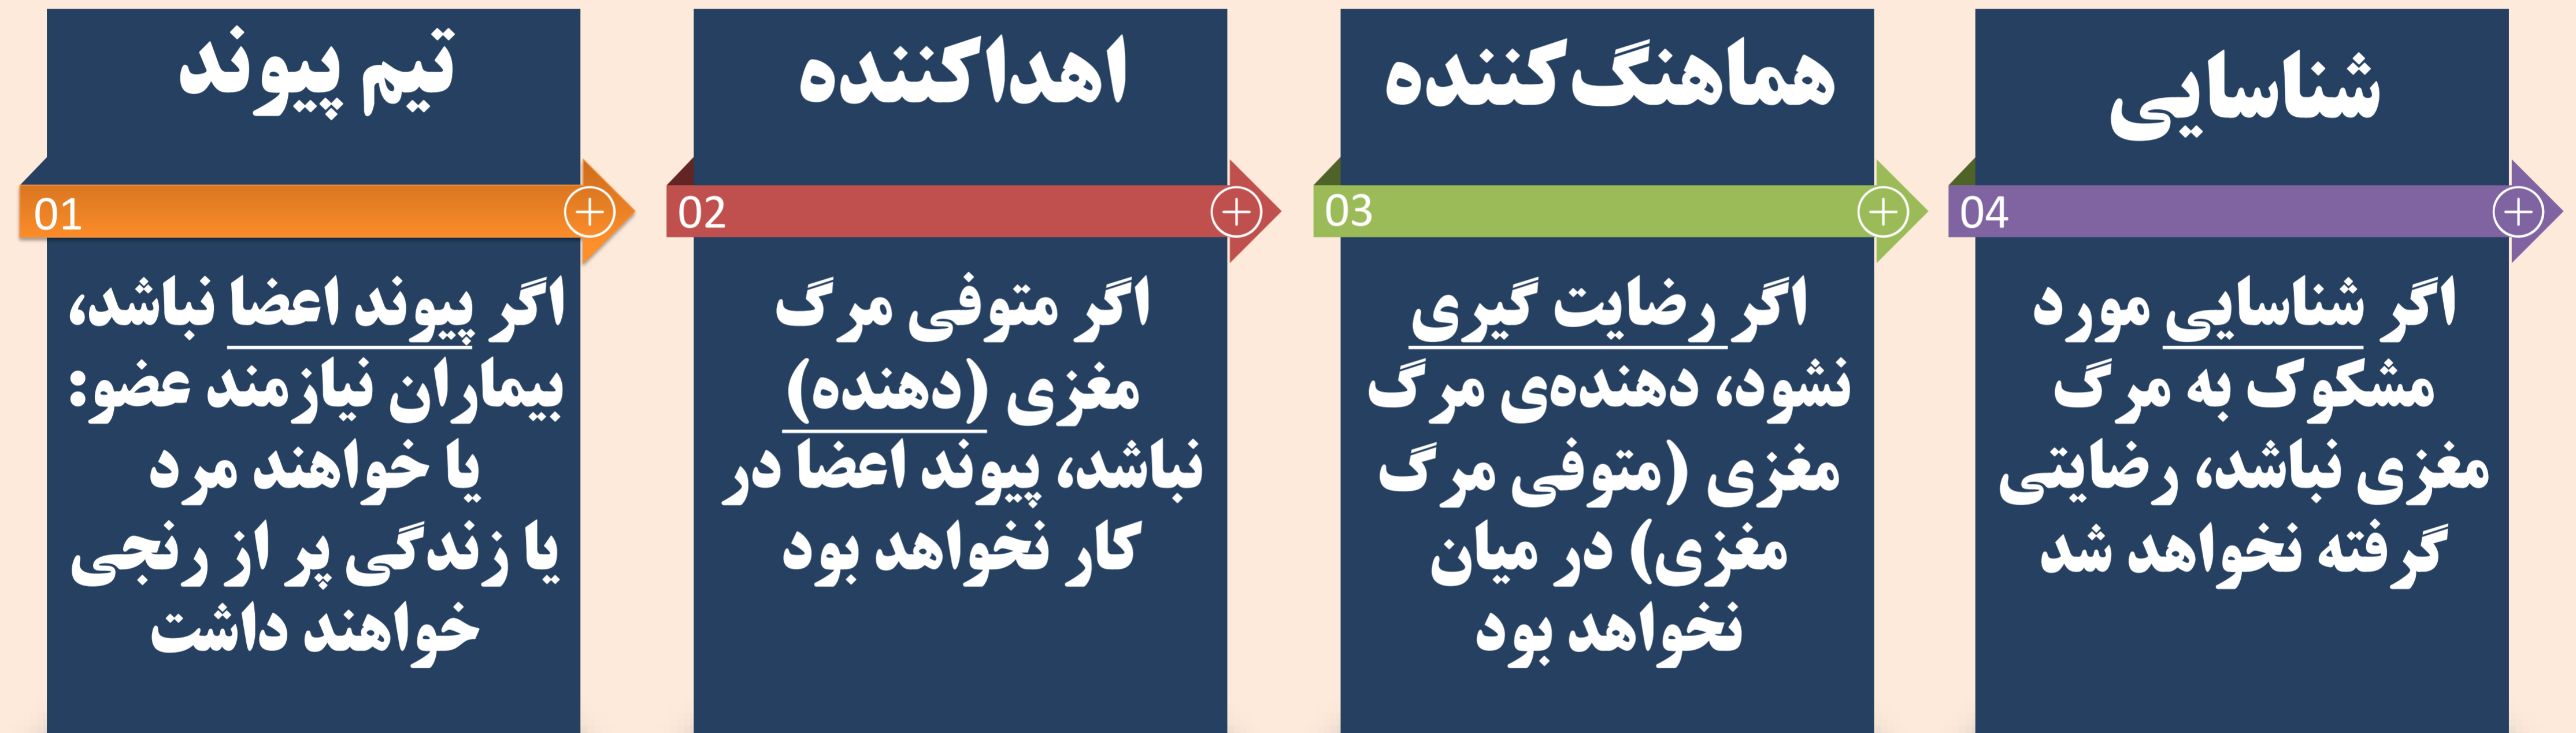 تیم پیوند
01
اگر پیوند اعضا نباشد،
بیماران نیازمند عضو:
یا خواهند مرد
یا زندگی پر از رنجی
خواهند داشت
اهداکننده
02
اگر متوفی مرگ
مغزی (دهنده)
نباشد، پیوند اعضا در
کار نخواهد بود
هماهنگ‌کننده
03
اگر رضایت گیری
نشود، دهنده‌ی مرگ
مغزی (متوفی مرگ
مغزی) در میان
نخواهد بود
شناسایی
04
اگر شناسایی مورد
مشکوک به مرگ
مغزی نباشد، رضایتی
گرفته نخواهد شد